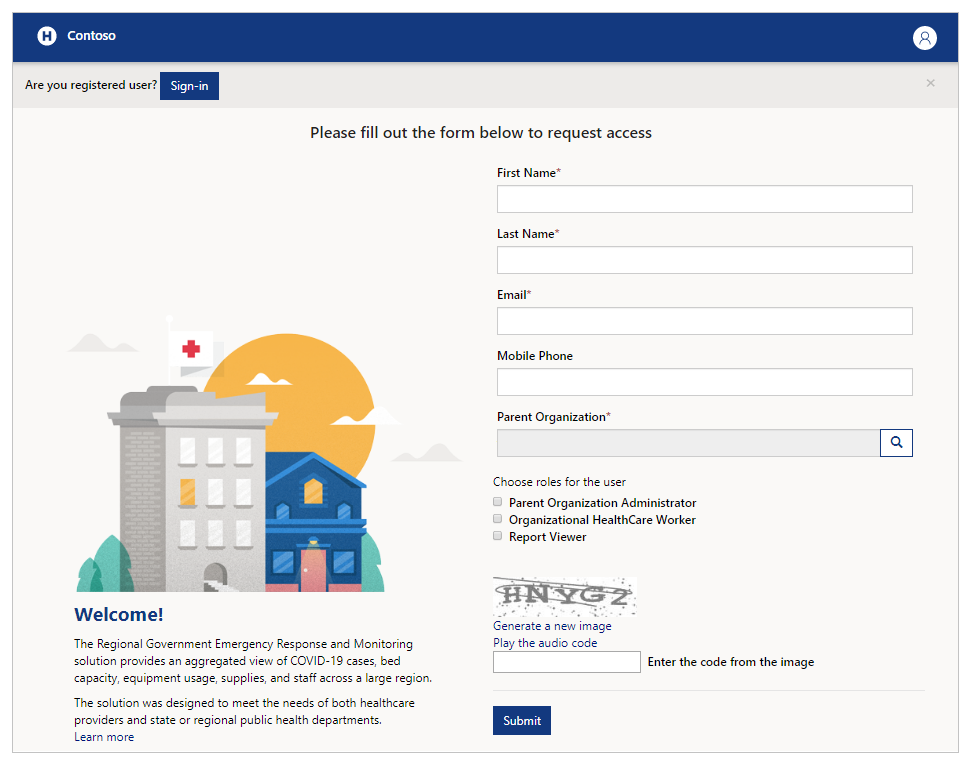 H Contoso
Are you registered user? Sign-in ×
Please fill out the form below to request access
First Name*
Last Name*
Email*
Mobile Phone
Parent Organization*
Choose roles for the user
Parent Organization Administrator
Organizational HealthCare Worker
Report Viewer
HNYGZ
Generate a new image
Play the audio code
Enter the code from the image
Submit
Welcome!
The Regional Government Emergency Response and Monitoring
solution provides an aggregated view of COVID-19 cases, bed
capacity, equipment usage, supplies, and staff across a large region.
The solution was designed to meet the needs of both healthcare
providers and state or regional public health departments.
Learn more